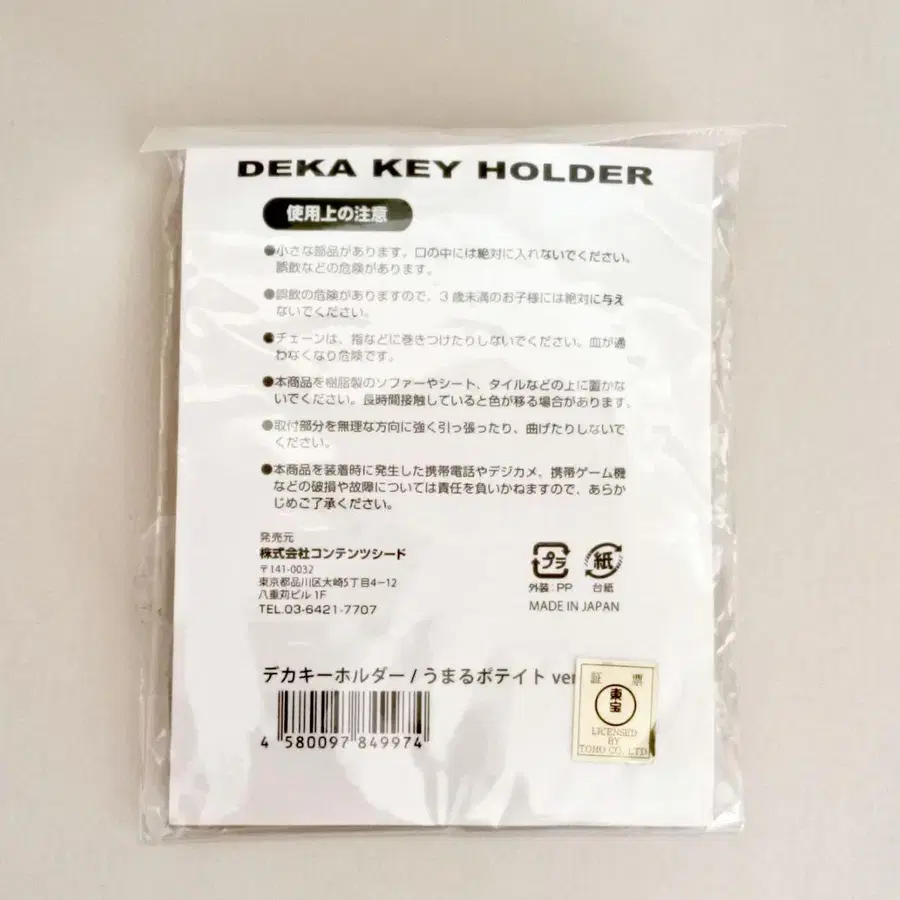 DEKA KEY HOLDER
使用上の注意
●小さな部品があります。口の中には絶対に入れないでください。
誤飲などの危険があります。
●誤飲の危険がありますので、3歳未満のお子様には絶対に与え
ないでください。
●チェーンは、指などに巻きつけたりしないでください。血が通
わなくなり危険です。
●本商品を樹脂製のソファーやシート、タイルなどの上に置かな
いでください。長時間接触していると色が移る場合があります。
●取付部分を無理な方向に強く引っ張ったり、曲げたりしないで
ください。
●本商品を装着時に発生した携帯電話やデジカメ、携帯ゲーム機
などの破損や故障については責任を負いかねますので、あらか
じめご了承ください。
発売元
株式会社コンテンツシード
〒141-0032
東京都品川区大崎5丁目4-12
八重苅ビル1F
TEL.03-6421-7707
プラ
外装:PP
紙
台紙
MADE IN JAPAN
デカキーホルダー/うまるポテイト ver
4 580097 849974
証 票
東宝
LICENSED
BY
TOHO CO., LTD